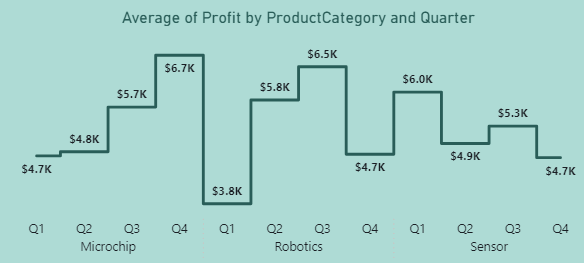 Average of Profit by ProductCategory and Quarter
$4.7K
$4.8K
$5.7K
$6.7K
$3.8K
$5.8K
$6.5K
$4.7K
$6.0K
$4.9K
$5.3K
$4.7K
Q1 Q2 Q3 Q4 Q1 Q2 Q3 Q4 Q1 Q2 Q3 Q4
Microchip Robotics Sensor